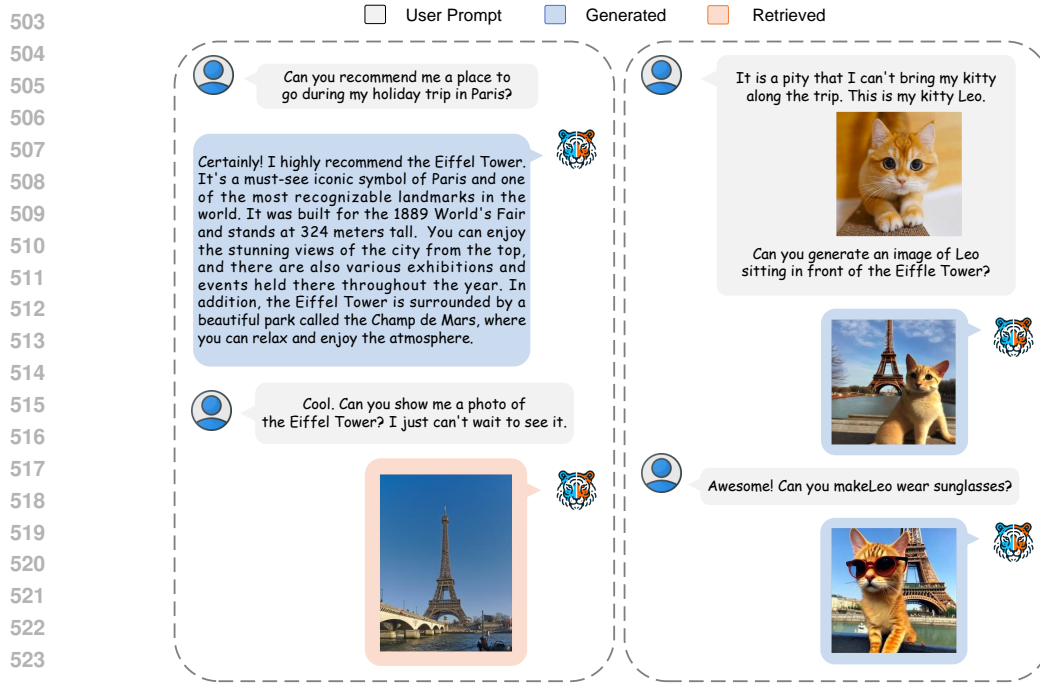 503
504
505
506
507
508
509
510
511
512
513
514
515
516
517
518
519
520
521
522
523
User Prompt
Generated
Retrieved
Can you recommend me a place to
go during my holiday trip in Paris?
Certainly! I highly recommend the Eiffel Tower.
It's a must-see iconic symbol of Paris and one
of the most recognizable landmarks in the
world. It was built for the 1889 World's Fair
and stands at 324 meters tall. You can enjoy
the stunning views of the city from the top,
and there are also various exhibitions and
events held there throughout the year. In
addition, the Eiffel Tower is surrounded by a
beautiful park called the Champ de Mars, where
you can relax and enjoy the atmosphere.
Cool. Can you show me a photo of
the Eiffel Tower? I just can't wait to see it.
It is a pity that I can't bring my kitty
along the trip. This is my kitty Leo.
Can you generate an image of Leo
sitting in front of the Eiffle Tower?
Awesome! Can you makeLeo wear sunglasses?